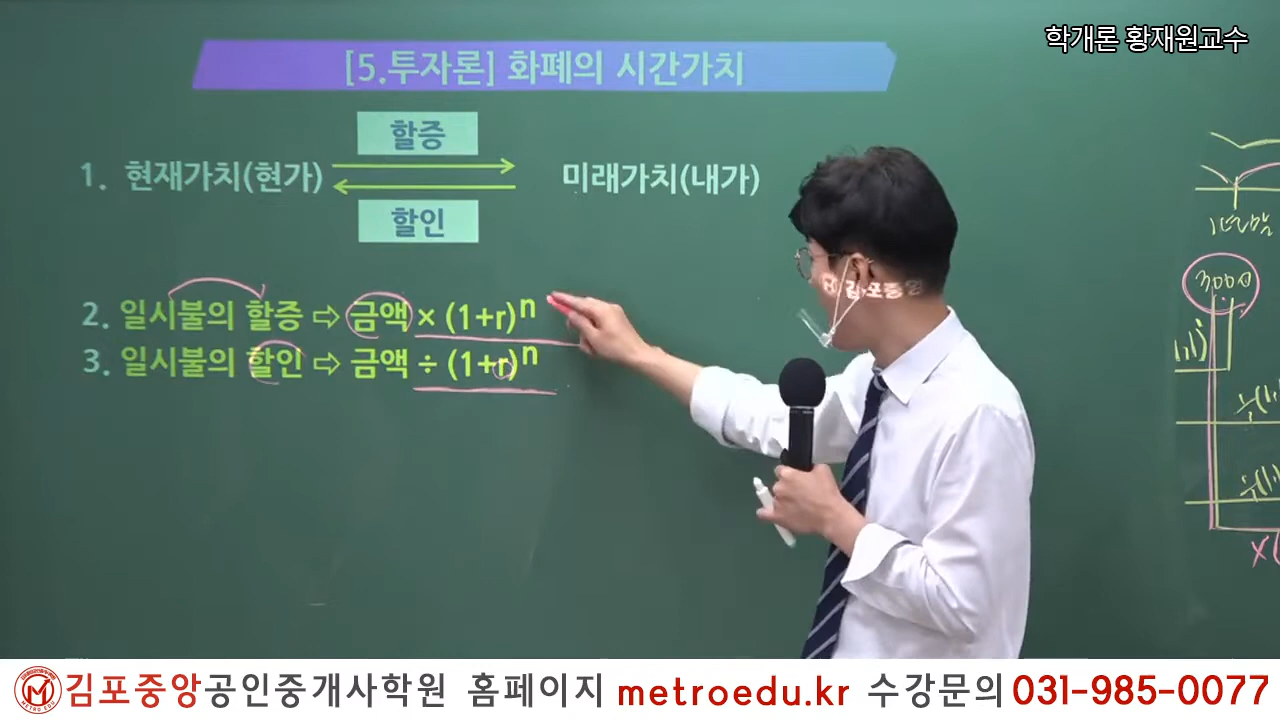 학개론 황재원교수
[5.투자론] 화폐의 시간가치
할증
1. 현재가치(현가) 미래가치(내가)
할인
2. 일시불의 할증 ⇨ 금액 × (1+r)ⁿ
3. 일시불의 할인 ⇨ 금액 ÷ (1+r)ⁿ
3000
김포중앙공인중개사학원 홈페이지 metroedu.kr 수강문의 031-985-0077